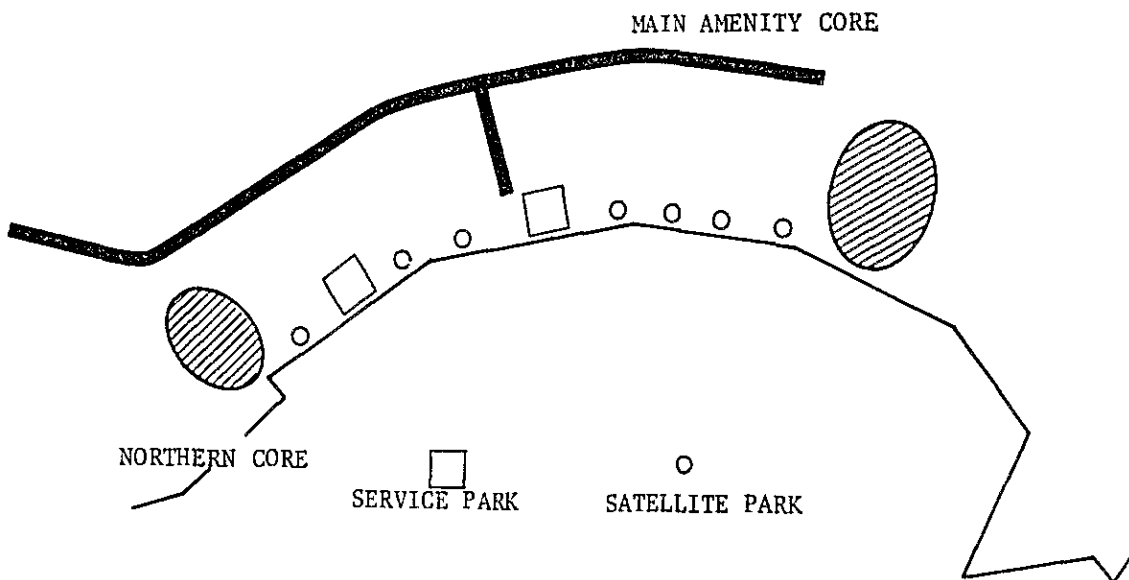 MAIN AMENITY CORE
NORTHERN CORE
SERVICE PARK
SATELLITE PARK